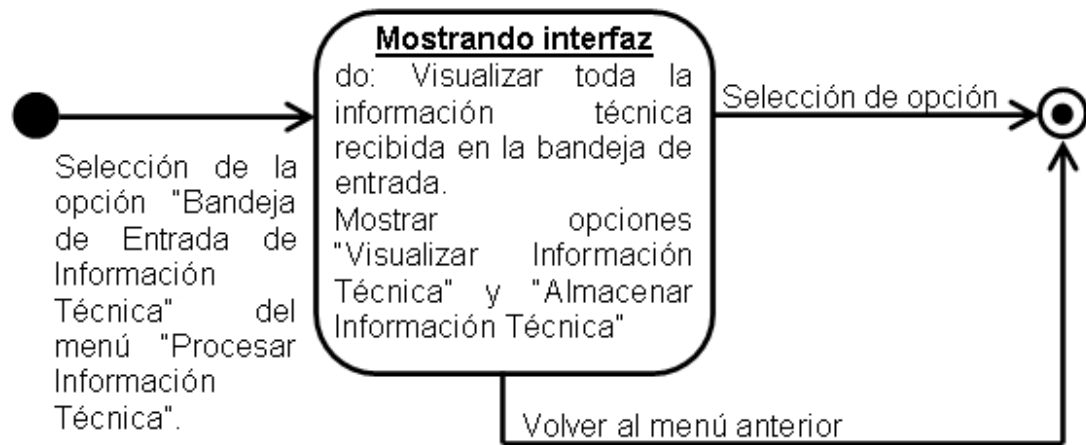 Mostrando interfaz
do: Visualizar toda la
información técnica
recibida en la bandeja de
entrada.
Mostrar opciones
"Visualizar Información
Técnica" y "Almacenar
Información Técnica"
Selección de opción
Selección de la
opción "Bandeja
de Entrada de
Información
Técnica" del
menú "Procesar
Información
Técnica".
Volver al menú anterior